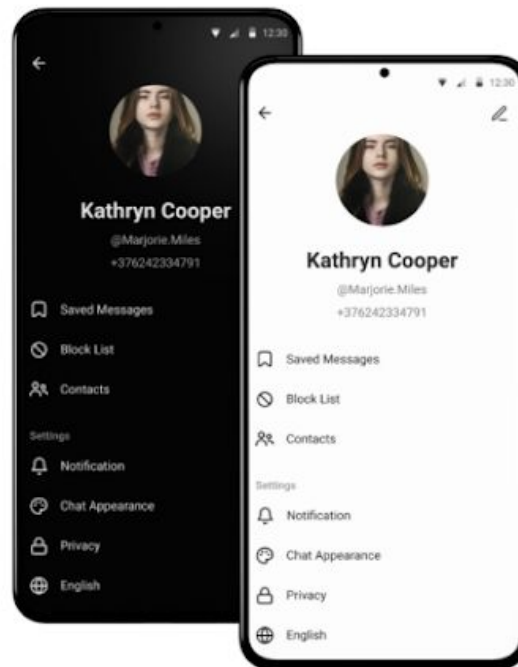 12:30
Kathryn Cooper
@Marjorie.Miles
+376242334791
Saved Messages
Block List
Contacts
Settings
Notification
Chat Appearance
Privacy
English
12:30
Kathryn Cooper
@Marjorie.Miles
+376242334791
Saved Messages
Block List
Contacts
Settings
Notification
Chat Appearance
Privacy
English